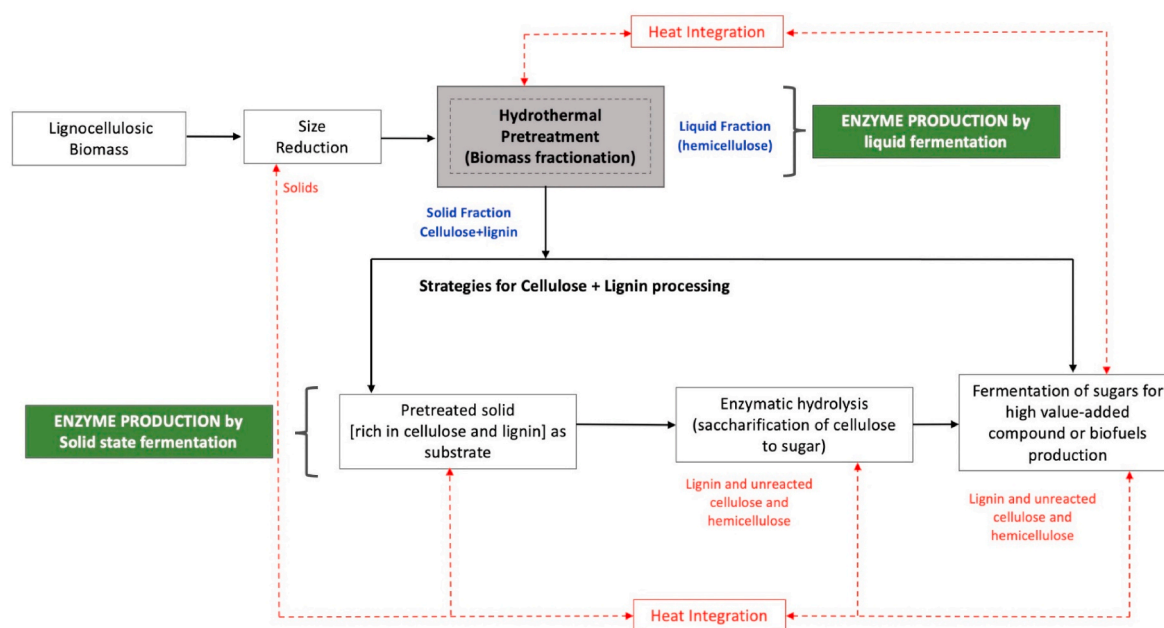 Heat Integration
Lignocellulosic
Biomass
Size
Reduction
Hydrothermal
Pretreatment
(Biomass fractionation)
Liquid Fraction
(hemicellulose)
ENZYME PRODUCTION by
liquid fermentation
Solids
Solid Fraction
Cellulose+lignin
Strategies for Cellulose + Lignin processing
ENZYME PRODUCTION by
Solid state fermentation
Pretreated solid
[rich in cellulose and lignin] as
substrate
Enzymatic hydrolysis
(saccharification of cellulose
to sugar)
Fermentation of sugars for
high value-added
compound or biofuels
production
Lignin and unreacted
cellulose and
hemicellulose
Lignin and unreacted
cellulose and
hemicellulose
Heat Integration